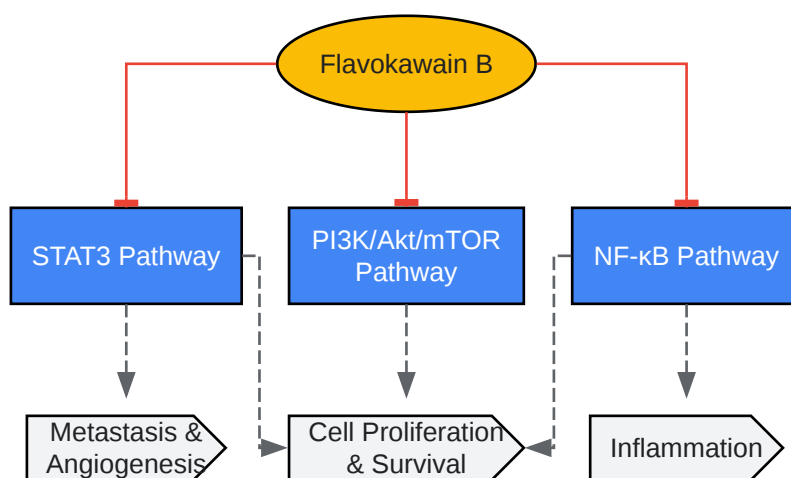 Flavokawain B
STAT3 Pathway
PI3K/Akt/mTOR
Pathway
NF-κB Pathway
Metastasis &
Angiogenesis
Cell Proliferation
& Survival
Inflammation